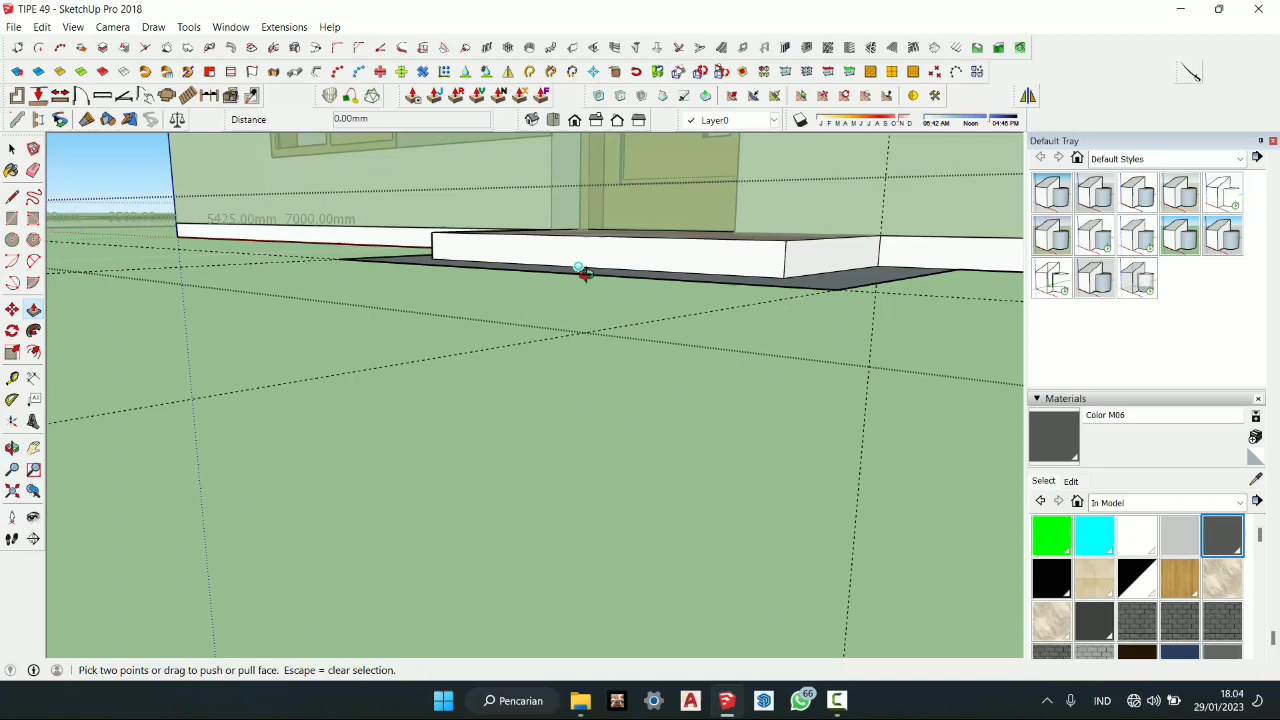 TIPE 49 - SketchUp Pro 2018
File Edit View Camera Draw Tools Window Extensions Help
Distance 0.00mm Layer0 J F M A M J J A S O N D 06:42 AM Noon 04:46 PM
Default Tray
Default Styles
5425.00mm 7000.00mm
Materials
Color M06
Select Edit
In Model
Pick two points or drag to push or pull face. Escape = clear selection.
Pencarian 66 IND 18.04
29/01/2023